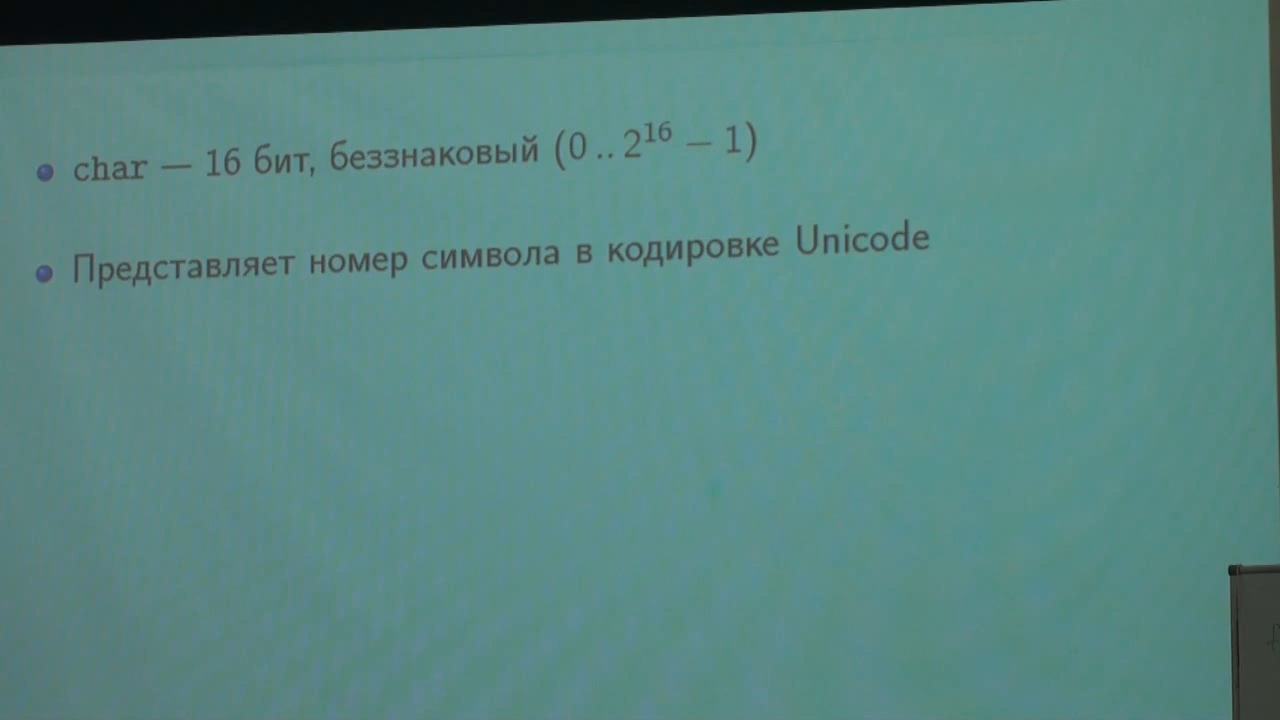 char — 16 бит, беззнаковый (0 .. 2^16 − 1)
Представляет номер символа в кодировке Unicode